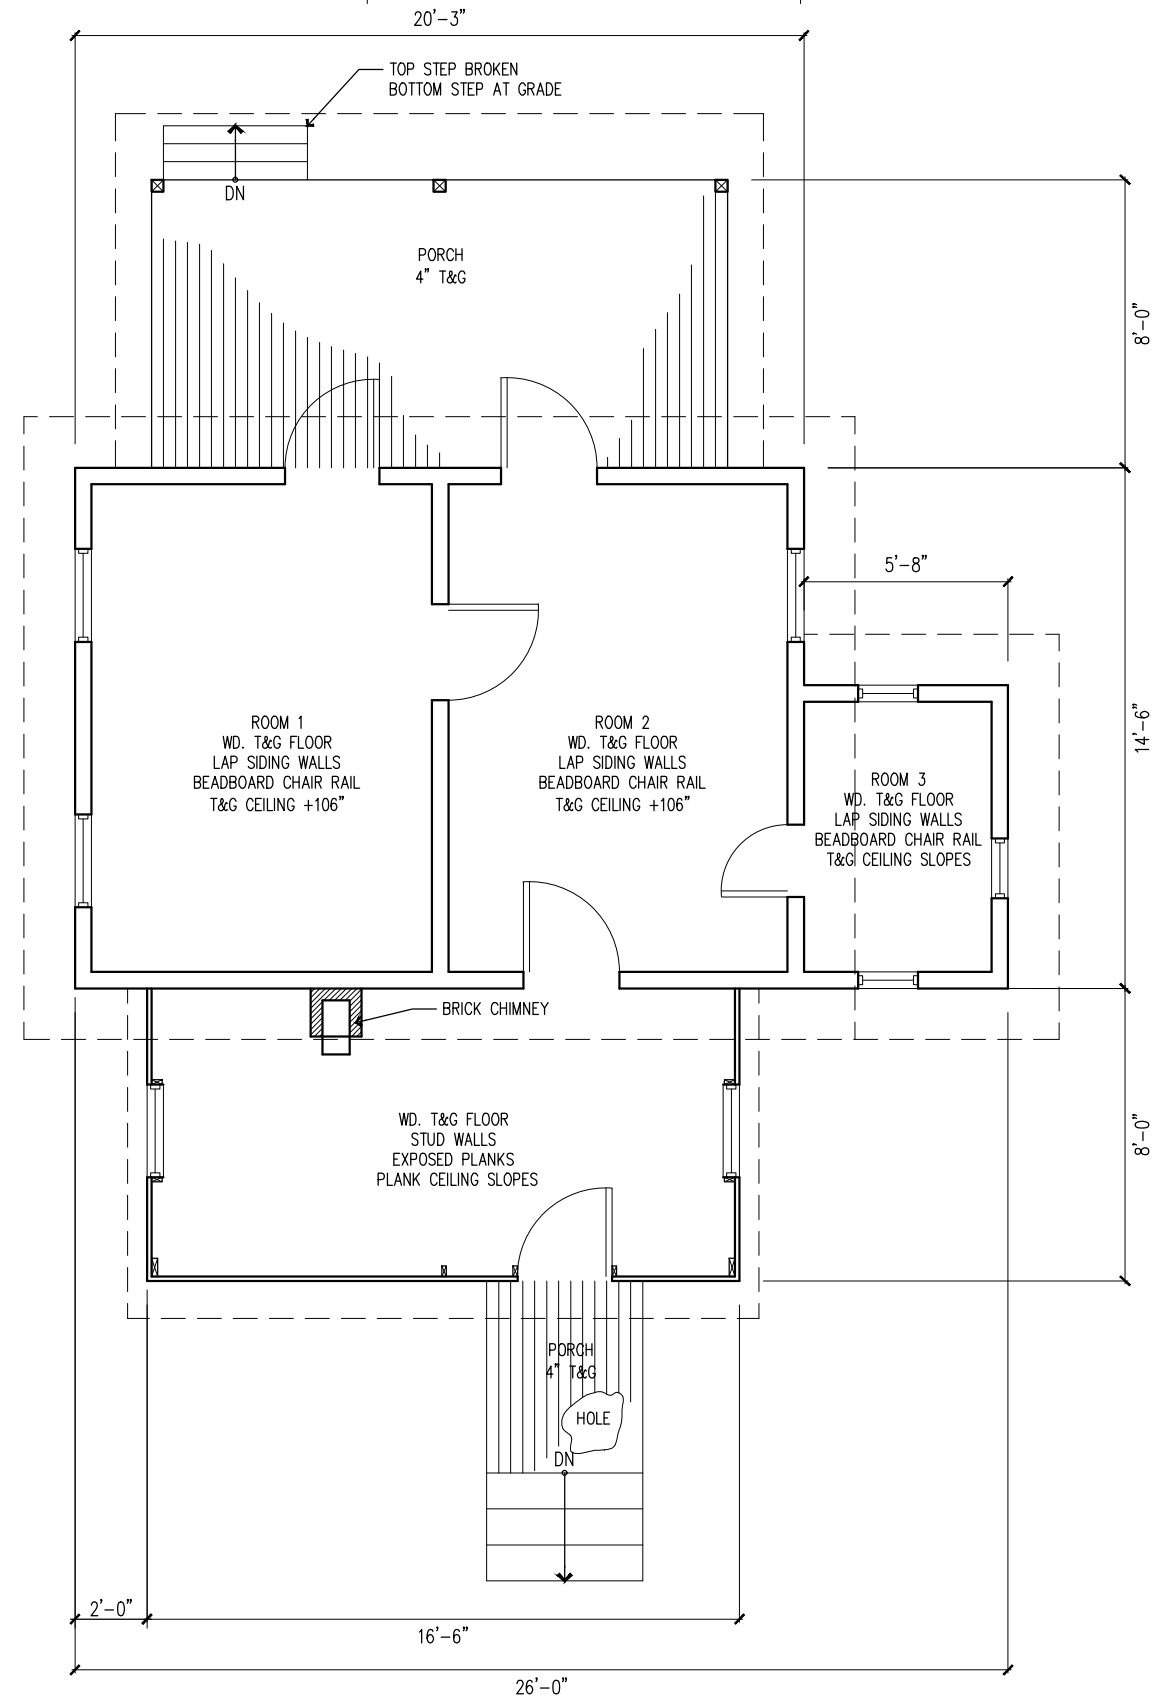 20'-3"
TOP STEP BROKEN
BOTTOM STEP AT GRADE
DN
PORCH
4" T&G
8'-0"
5'-8"
14'-6"
ROOM 1
WD. T&G FLOOR
LAP SIDING WALLS
BEADBOARD CHAIR RAIL
T&G CEILING +106"
ROOM 2
WD. T&G FLOOR
LAP SIDING WALLS
BEADBOARD CHAIR RAIL
T&G CEILING +106"
ROOM 3
WD. T&G FLOOR
LAP SIDING WALLS
BEADBOARD CHAIR RAIL
T&G CEILING SLOPES
BRICK CHIMNEY
WD. T&G FLOOR
STUD WALLS
EXPOSED PLANKS
PLANK CEILING SLOPES
8'-0"
PORCH
4" T&G
HOLE
DN
2'-0"
16'-6"
26'-0"